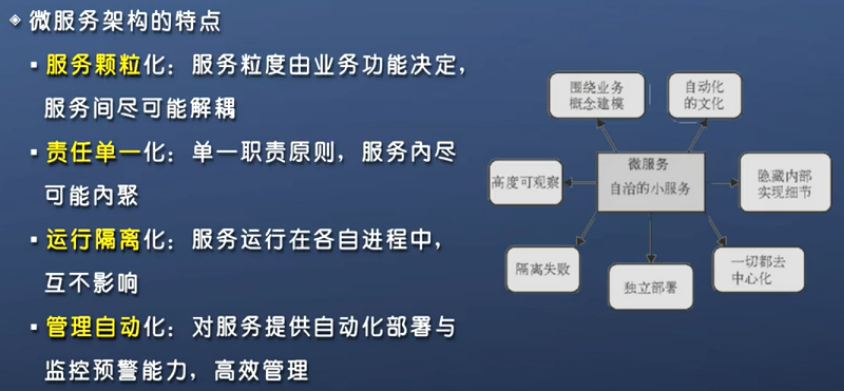 微服务架构的特点
服务颗粒化：服务粒度由业务功能决定，
服务间尽可能解耦
责任单一化：单一职责原则，服务内尽
可能内聚
运行隔离化：服务运行在各自进程中，
互不影响
管理自动化：对服务提供自动化部署与
监控预警能力，高效管理
围绕业务
概念建模
自动化
的文化
微服务
自治的小服务
高度可观察
隐藏内部
实现细节
隔离失败
独立部署
一切都去
中心化